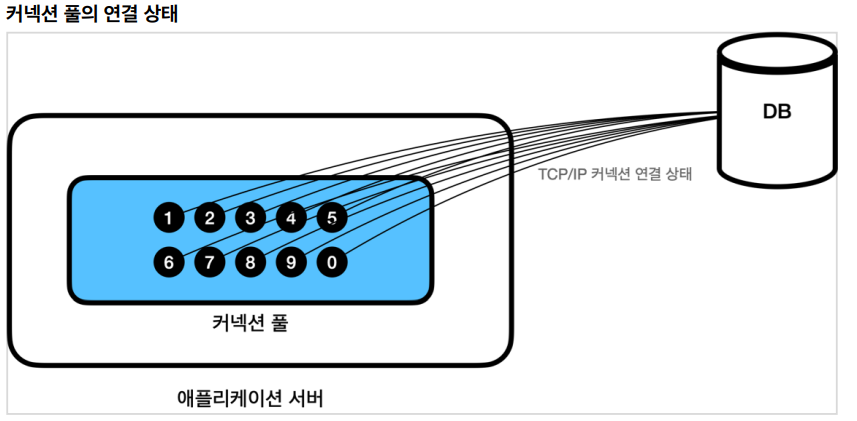 커넥션 풀의 연결 상태
DB
TCP/IP 커넥션 연결 상태
1 2 3 4 5
6 7 8 9 0
커넥션 풀
애플리케이션 서버